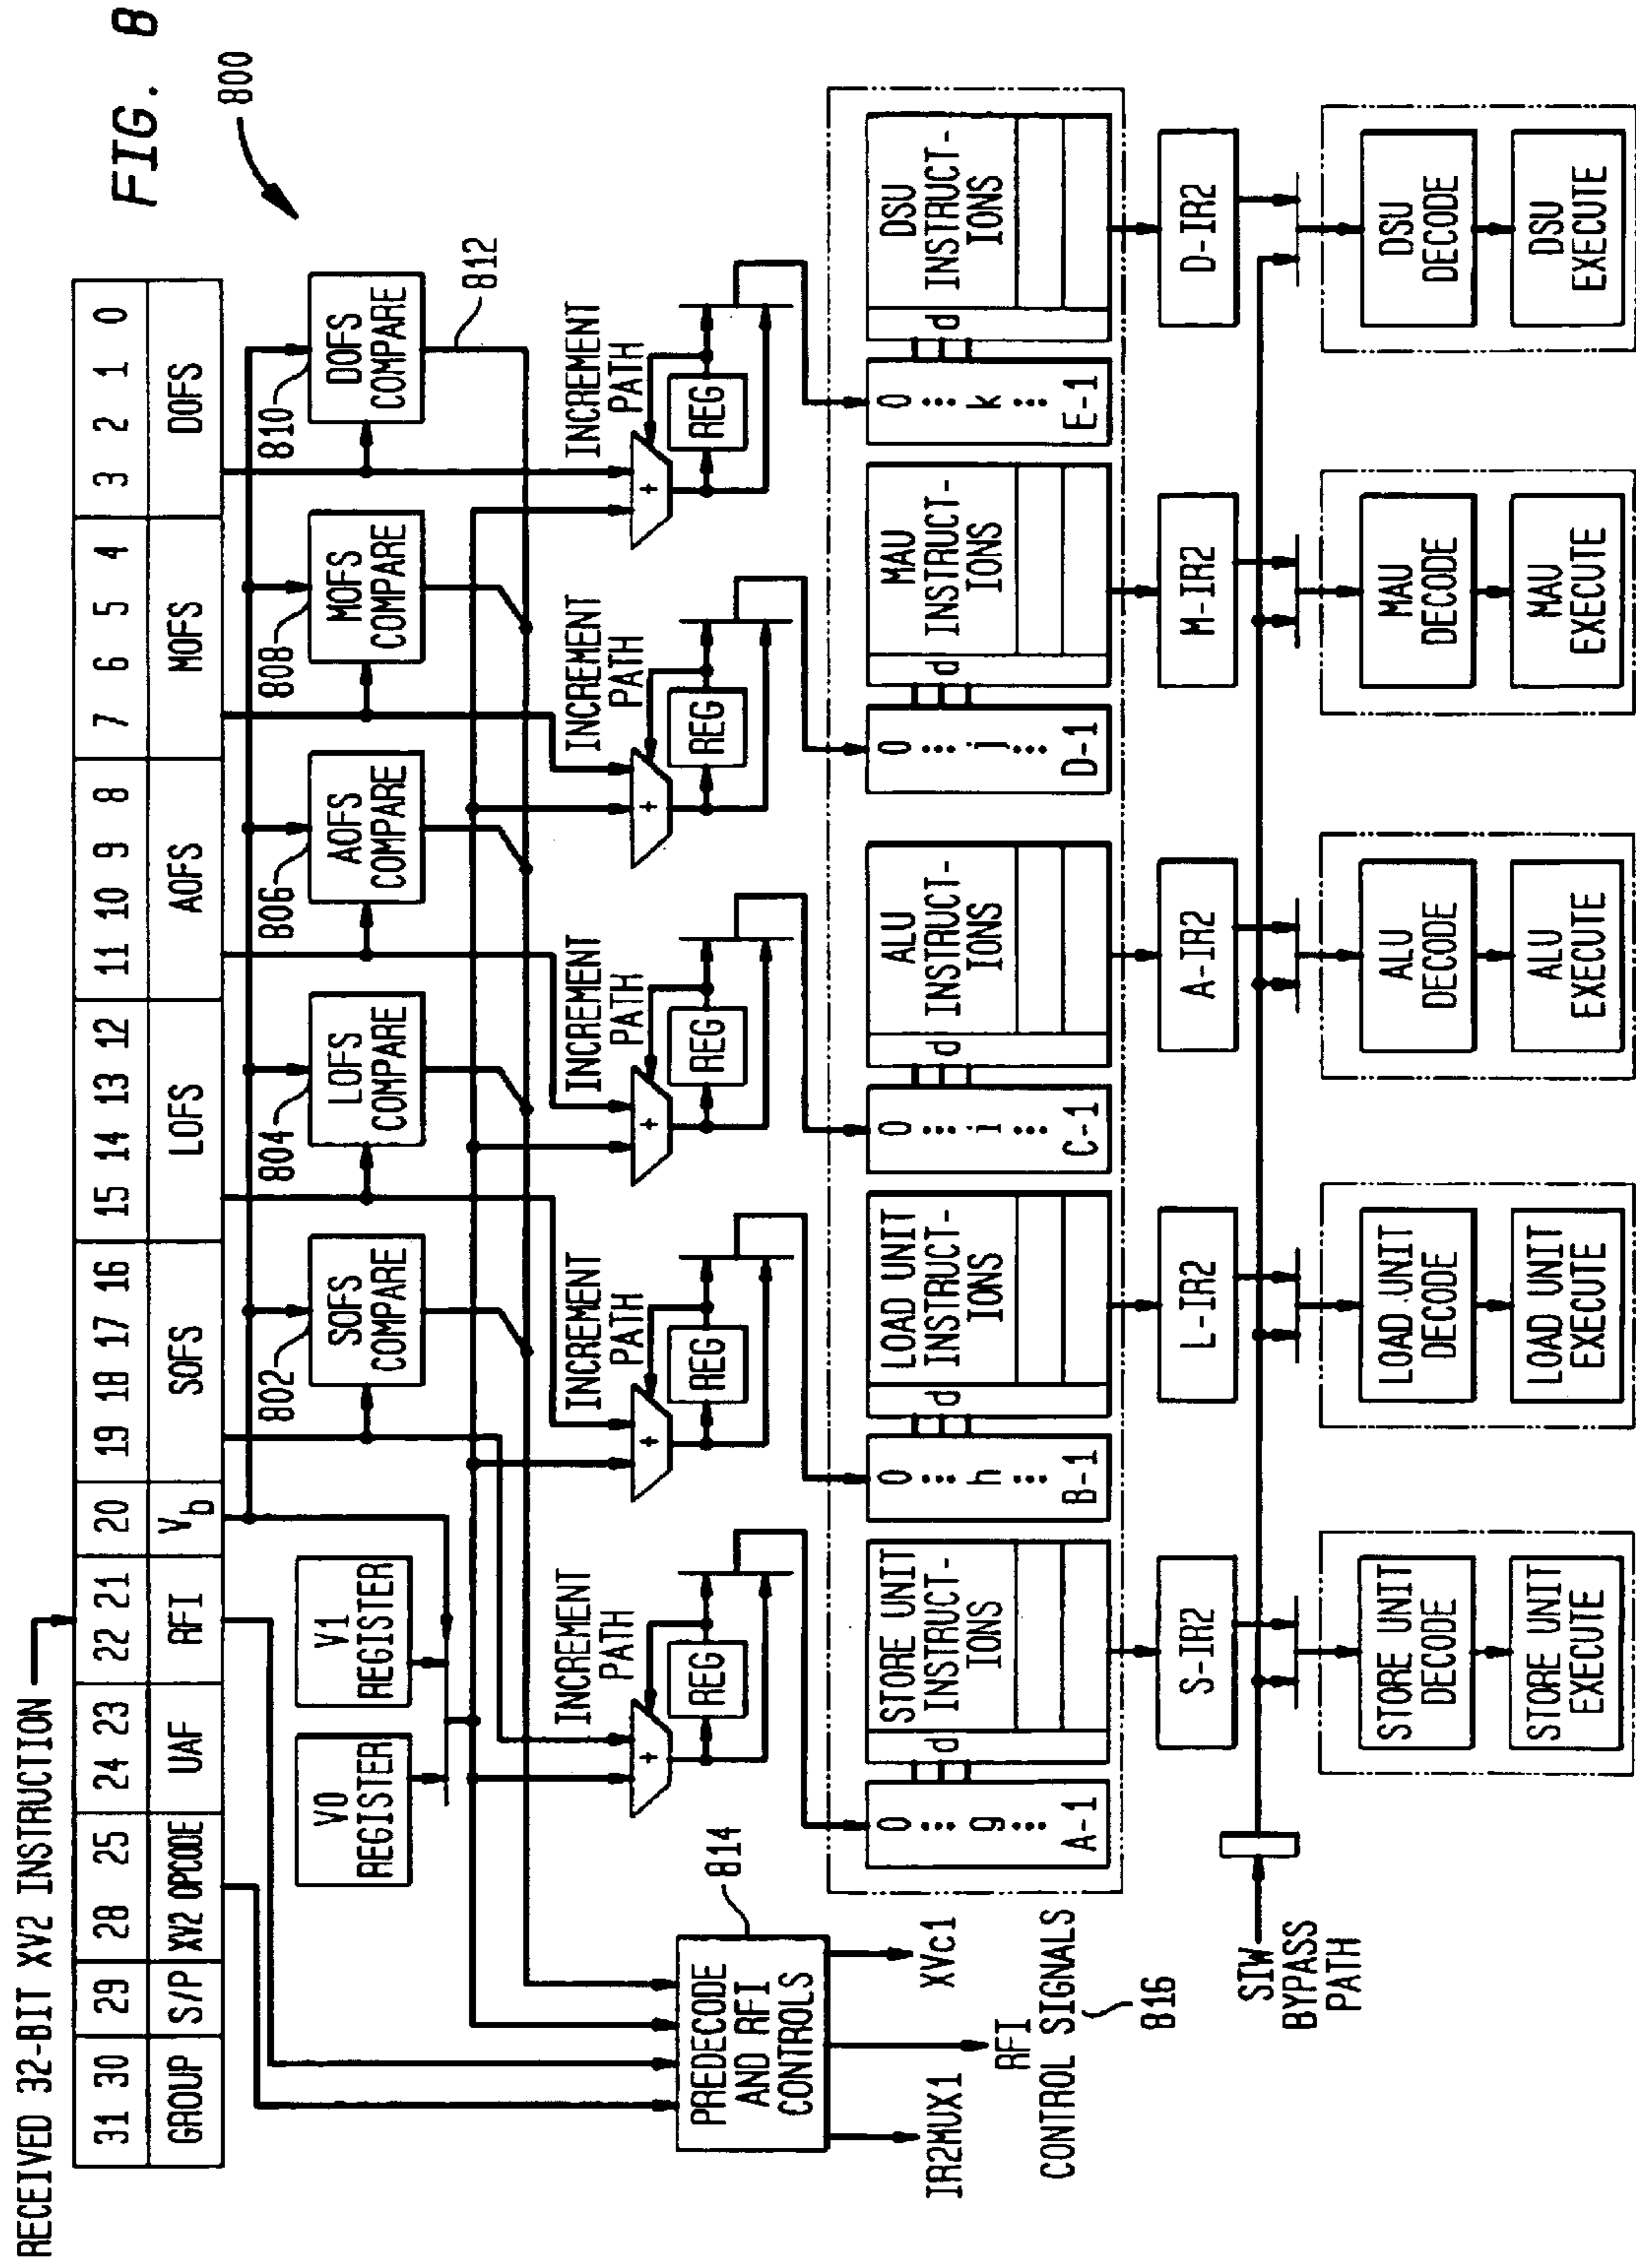 FIG. 8
800
RECEIVED 32-BIT XV2 INSTRUCTION
31 30 29 28 25 24 23 22 21 20 19 18 17 16 15 14 13 12 11 10 9 8 7 6 5 4 3 2 1 0
GROUP S/P XV2 OPCODE UAF RFI Vb SOFS LOFS AOFS MOFS DOFS
V0 REGISTER
V1 REGISTER
802
SOFS COMPARE
804
LOFS COMPARE
806
AOFS COMPARE
808
MOFS COMPARE
810
DOFS COMPARE
812
INCREMENT PATH
+
REG
INCREMENT PATH
+
REG
INCREMENT PATH
+
REG
INCREMENT PATH
+
REG
INCREMENT PATH
+
REG
814
PREDECODE AND RFI CONTROLS
IR2MUX1
RFI CONTROL SIGNALS
816
XVc1
0 ⋮ g ⋮ A-1
d
STORE UNIT INSTRUCT-IONS
0 ⋮ h ⋮ B-1
d
LOAD UNIT INSTRUCT-IONS
0 ⋮ i ⋮ C-1
d
ALU INSTRUCT-IONS
0 ⋮ j ⋮ D-1
d
MAU INSTRUCT-IONS
0 ⋮ k ⋮ E-1
d
DSU INSTRUCT-IONS
S-IR2
L-IR2
A-IR2
M-IR2
D-IR2
SIW BYPASS PATH
STORE UNIT DECODE
LOAD UNIT DECODE
ALU DECODE
MAU DECODE
DSU DECODE
STORE UNIT EXECUTE
LOAD UNIT EXECUTE
ALU EXECUTE
MAU EXECUTE
DSU EXECUTE